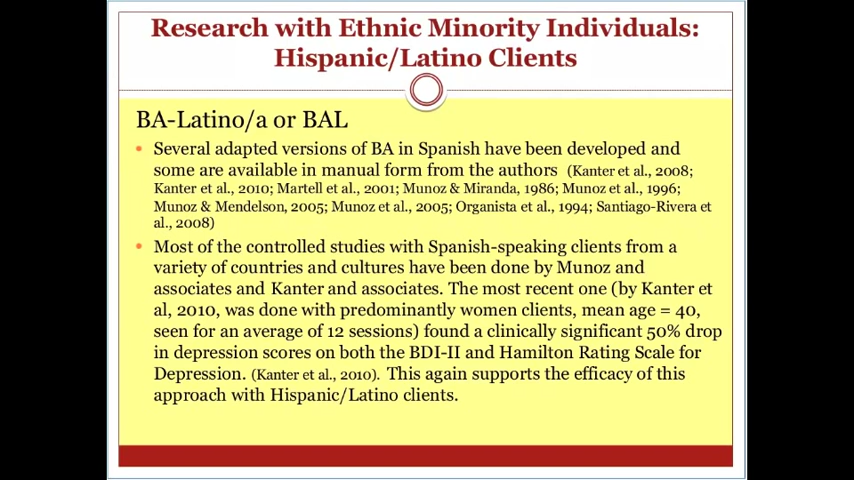 Research with Ethnic Minority Individuals:
Hispanic/Latino Clients
BA-Latino/a or BAL
• Several adapted versions of BA in Spanish have been developed and
some are available in manual form from the authors (Kanter et al., 2008;
Kanter et al., 2010; Martell et al., 2001; Munoz & Miranda, 1986; Munoz et al., 1996;
Munoz & Mendelson, 2005; Munoz et al., 2005; Organista et al., 1994; Santiago-Rivera et
al., 2008)
• Most of the controlled studies with Spanish-speaking clients from a
variety of countries and cultures have been done by Munoz and
associates and Kanter and associates. The most recent one (by Kanter et
al, 2010, was done with predominantly women clients, mean age = 40,
seen for an average of 12 sessions) found a clinically significant 50% drop
in depression scores on both the BDI-II and Hamilton Rating Scale for
Depression. (Kanter et al., 2010). This again supports the efficacy of this
approach with Hispanic/Latino clients.